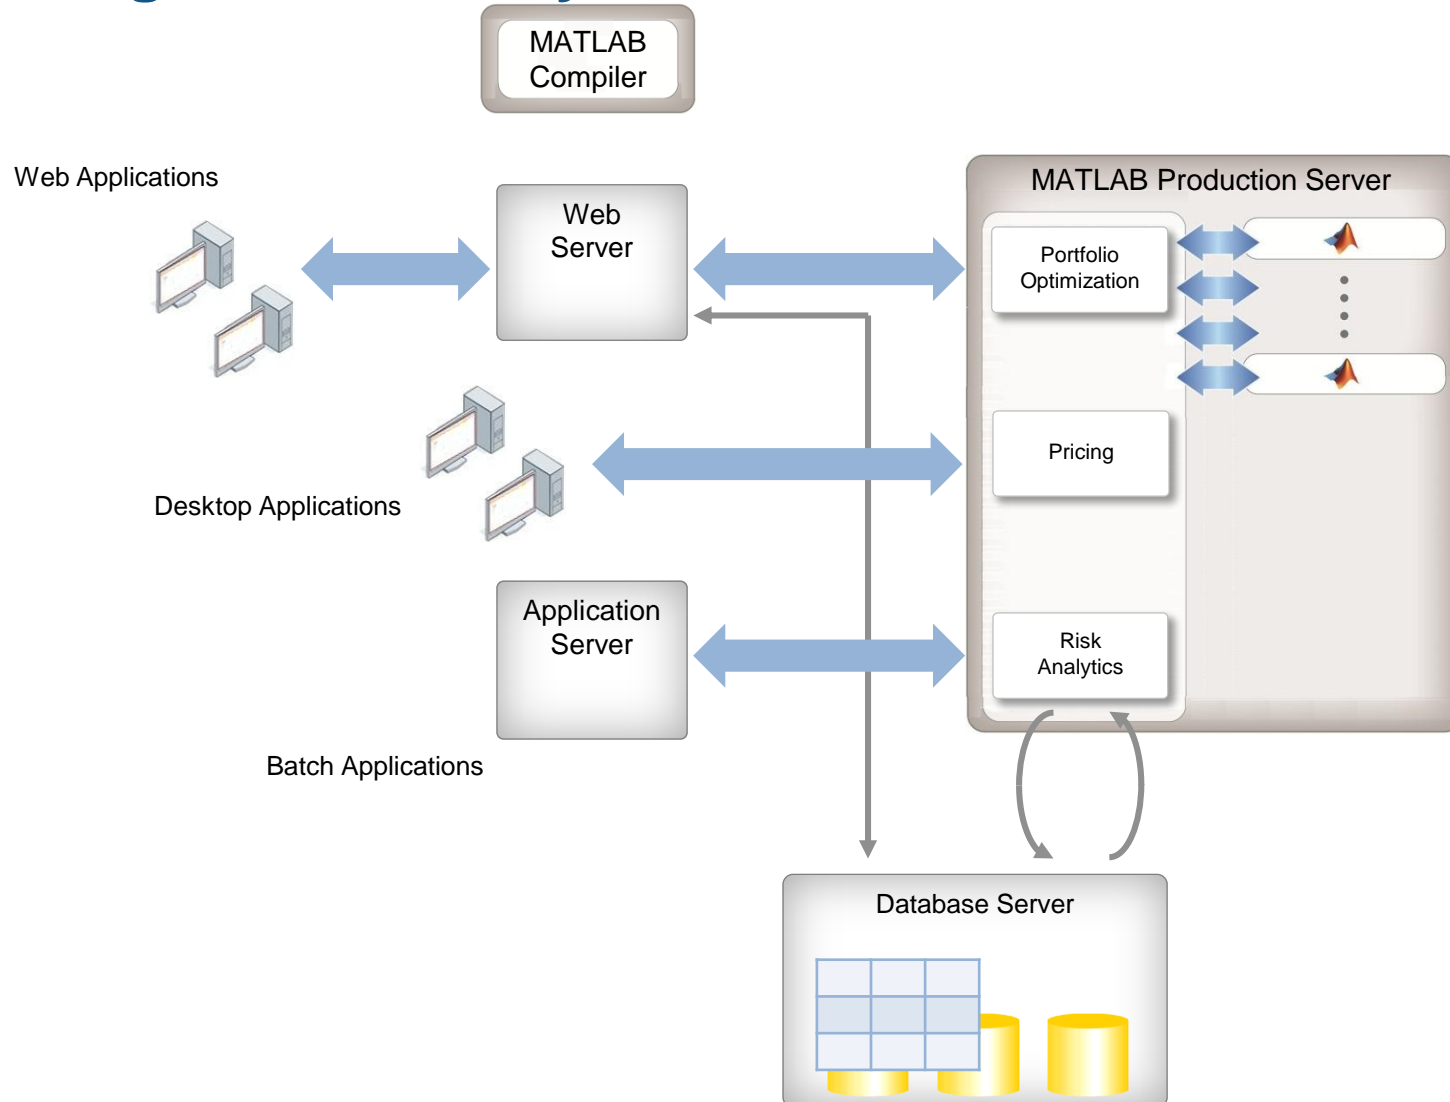 MATLAB
Compiler
Web Applications
Web
Server
MATLAB Production Server
Portfolio
Optimization
Pricing
Desktop Applications
Application
Server
Risk
Analytics
Batch Applications
Database Server